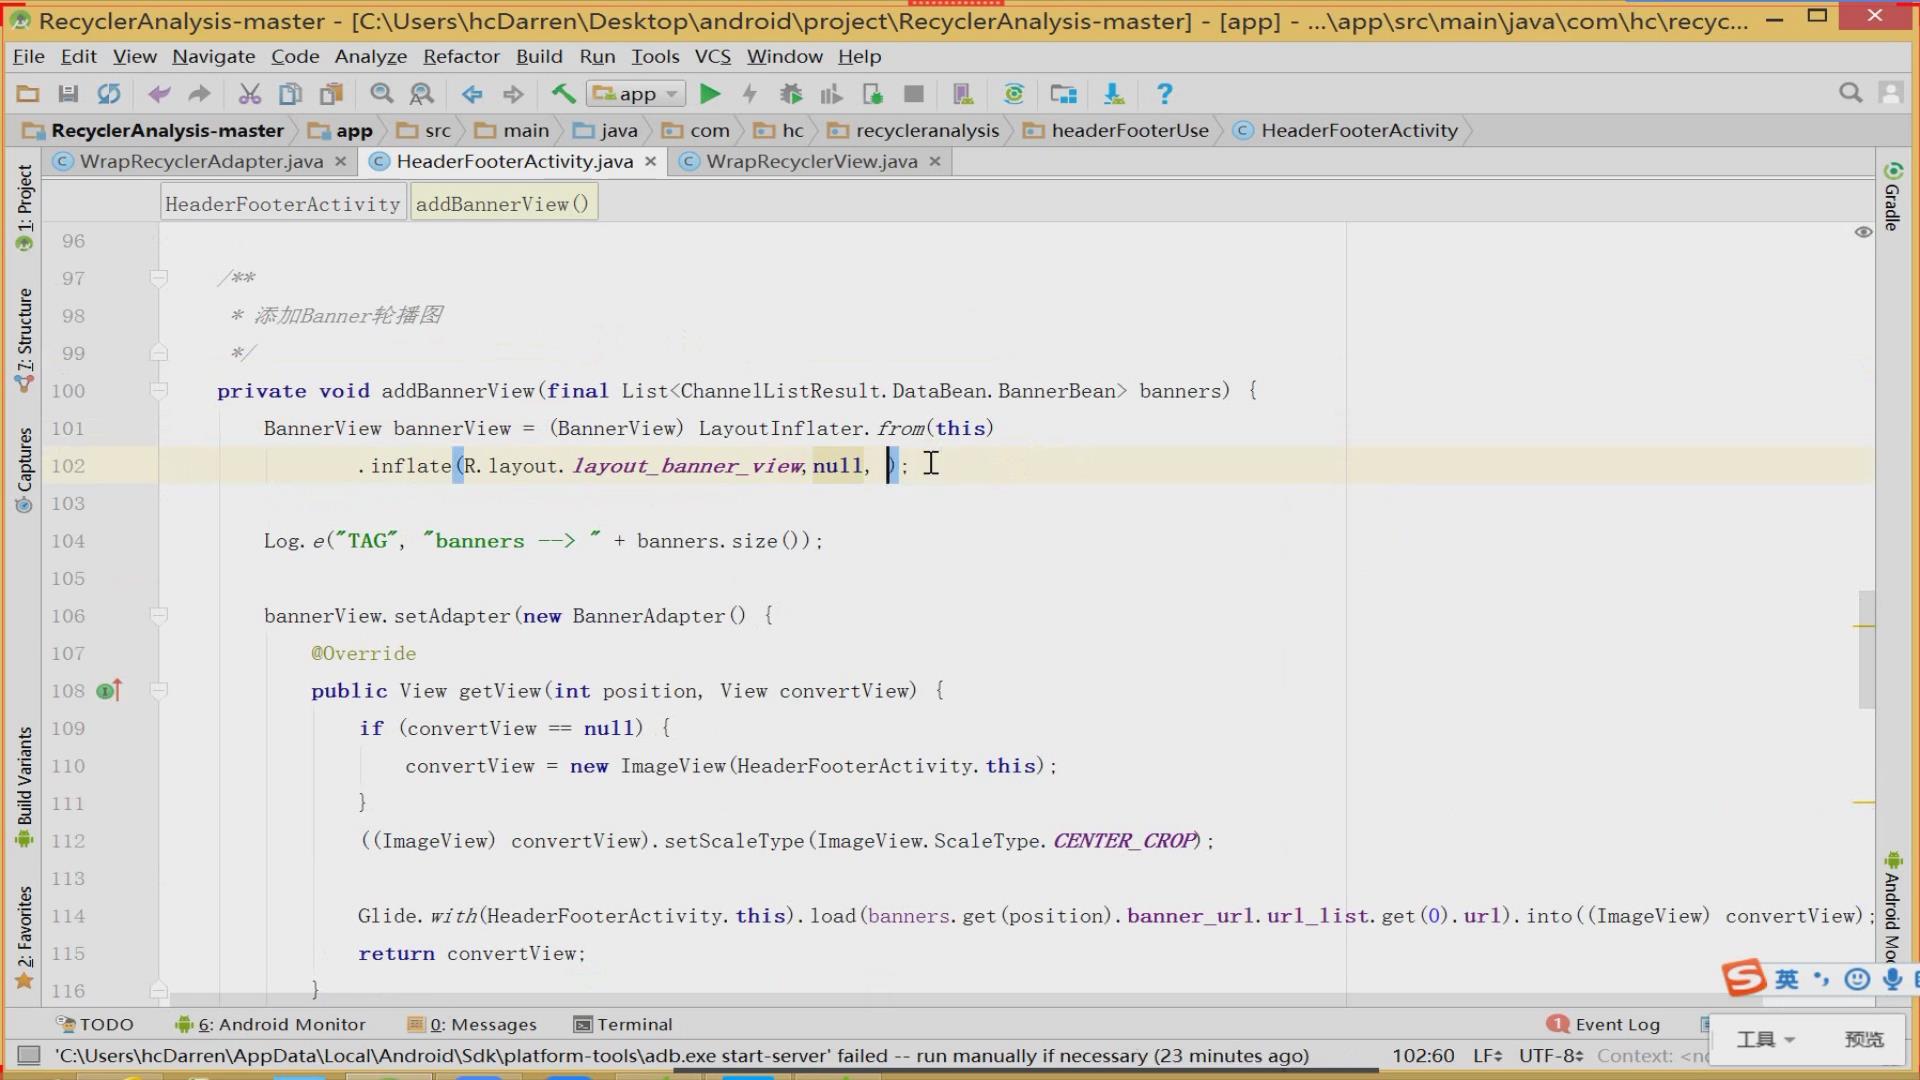 RecyclerAnalysis-master - [C:\Users\hcDarren\Desktop\android\project\RecyclerAnalysis-master] - [app] - ...\app\src\main\java\com\hc\recyc...
File Edit View Navigate Code Analyze Refactor Build Run Tools VCS Window Help
app
RecyclerAnalysis-master app src main java com hc recycleranalysis headerFooterUse HeaderFooterActivity
WrapRecyclerAdapter.java HeaderFooterActivity.java WrapRecyclerView.java
HeaderFooterActivity addBannerView()
1: Project
7: Structure
Captures
Build Variants
2: Favorites
Gradle
96
97 /**
98 * 添加Banner轮播图
99 */
100 private void addBannerView(final List<ChannelListResult.DataBean.BannerBean> banners) {
101 BannerView bannerView = (BannerView) LayoutInflater.from(this)
102 .inflate(R.layout.layout_banner_view,null, );
103
104 Log.e("TAG", "banners --> " + banners.size());
105
106 bannerView.setAdapter(new BannerAdapter() {
107 @Override
108 public View getView(int position, View convertView) {
109 if (convertView == null) {
110 convertView = new ImageView(HeaderFooterActivity.this);
111 }
112 ((ImageView) convertView).setScaleType(ImageView.ScaleType.CENTER_CROP);
113
114 Glide.with(HeaderFooterActivity.this).load(banners.get(position).banner_url.url_list.get(0).url).into((ImageView) convertView);
115 return convertView;
116 }
Android Mo
英
TODO 6: Android Monitor 0: Messages Terminal 1 Event Log
工具 预览
'C:\Users\hcDarren\AppData\Local\Android\Sdk\platform-tools\adb.exe start-server' failed -- run manually if necessary (23 minutes ago) 102:60 LF UTF-8 Context: